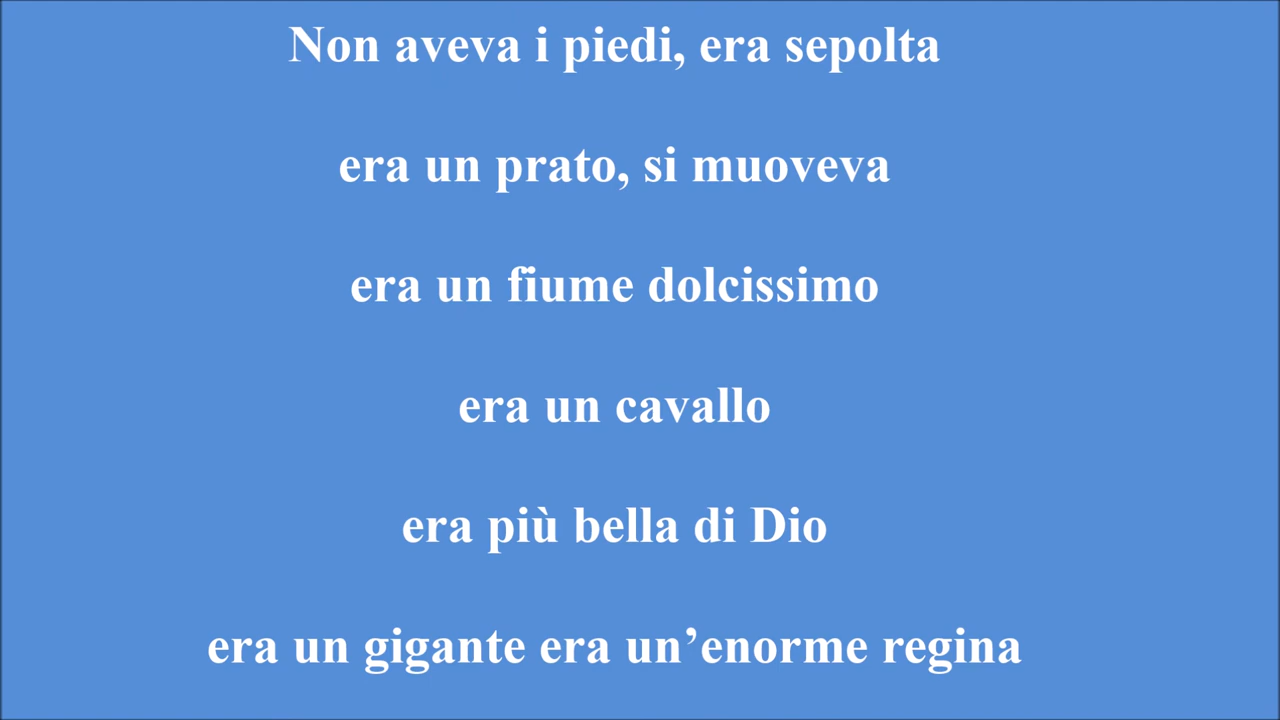 Non aveva i piedi, era sepolta
era un prato, si muoveva
era un fiume dolcissimo
era un cavallo
era più bella di Dio
era un gigante era un’enorme regina